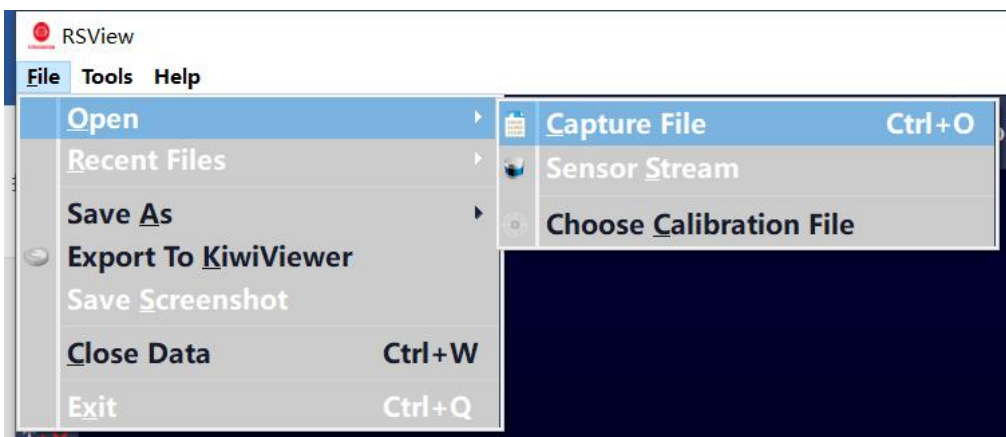 RSView
File Tools Help
Open
Recent Files
Save As
Export To KiwiViewer
Save Screenshot
Close Data Ctrl+W
Exit Ctrl+Q
Capture File Ctrl+O
Sensor Stream
Choose Calibration File